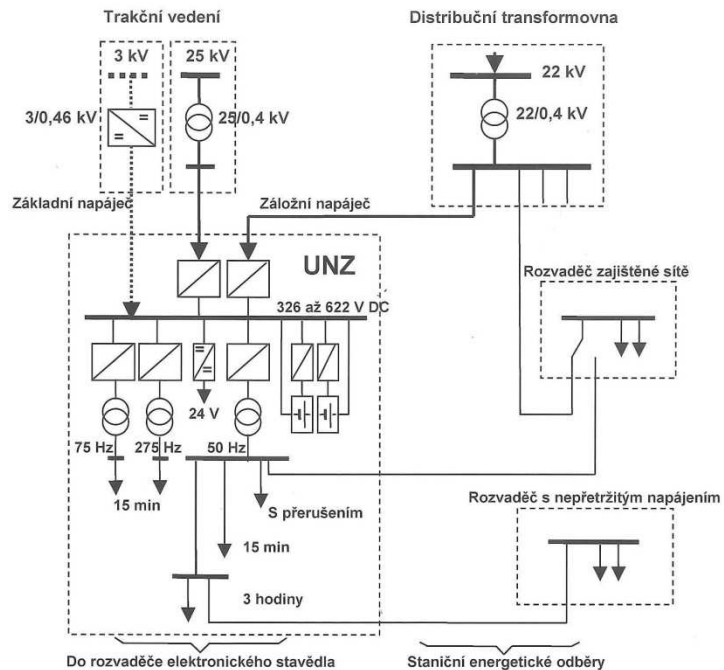 Trakční vedení
Distribuční transformovna
3 kV
25 kV
22 kV
3/0,46 kV
25/0,4 kV
22/0,4 kV
Základní napáječ
Záložní napáječ
UNZ
Rozvaděč zajištěné sítě
326 až 622 V DC
24 V
75 Hz
275 Hz
50 Hz
Rozvaděč s nepřetržitým napájením
S přerušením
15 min
15 min
3 hodiny
Do rozvaděče elektronického stavědla
Staniční energetické odběry